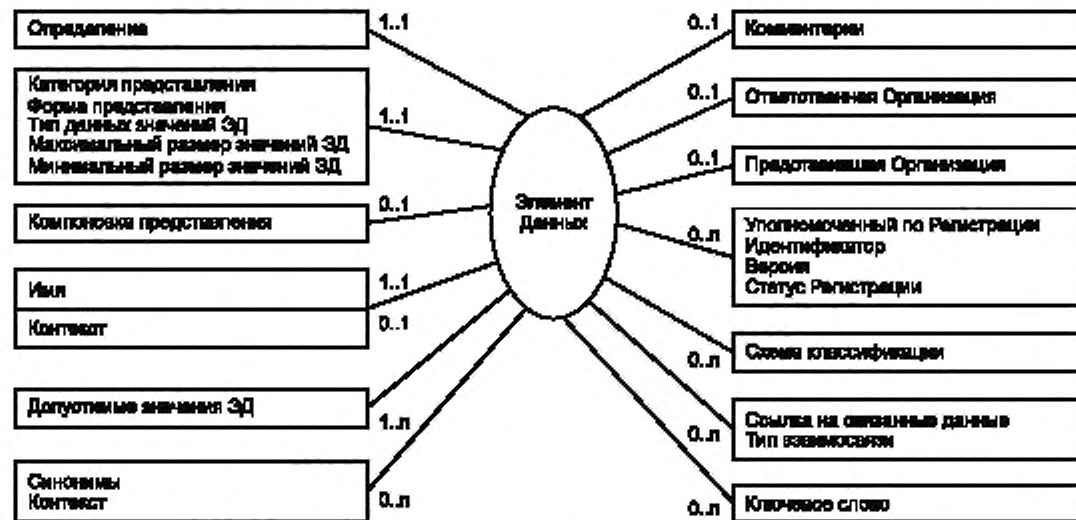 Определение
1..1
Категория представления
Форма представления
Тип данных значений ЭД
Максимальный размер значений ЭД
Минимальный размер значений ЭД
1..1
Компоновка представления
0..1
Имя
1..1
Контекст
0..1
Допустимые значения ЭД
1..п
Синонимы
Контекст
0..п
Элемент
Данных
0..1
Комментарии
0..1
Ответственная Организация
0..1
Представившая Организация
0..п
Уполномоченный по Регистрации
Идентификатор
Версия
Статус Регистрации
0..п
Схема классификации
0..п
Ссылка на связанные данные
Тип взаимосвязи
0..п
Ключевое слово